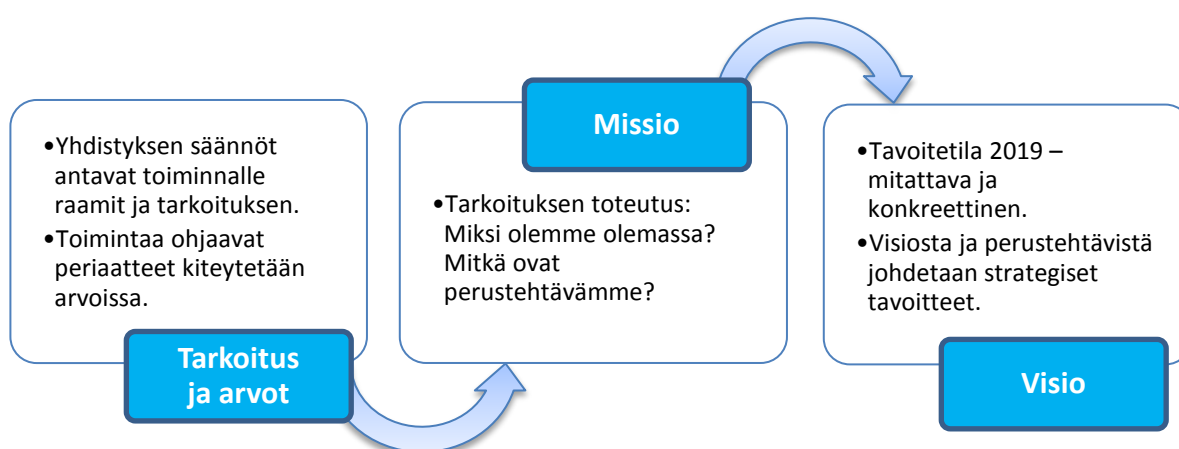 •Yhdistyksen säännöt
antavat toiminnalle
raamit ja tarkoituksen.
•Toimintaa ohjaavat
periaatteet kiteytetään
arvoissa.
Tarkoitus
ja arvot
Missio
•Tarkoituksen toteutus:
Miksi olemme olemassa?
Mitkä ovat
perustehtävämme?
•Tavoitetila 2019 –
mitattava ja
konkreettinen.
•Visiosta ja perustehtävistä
johdetaan strategiset
tavoitteet.
Visio